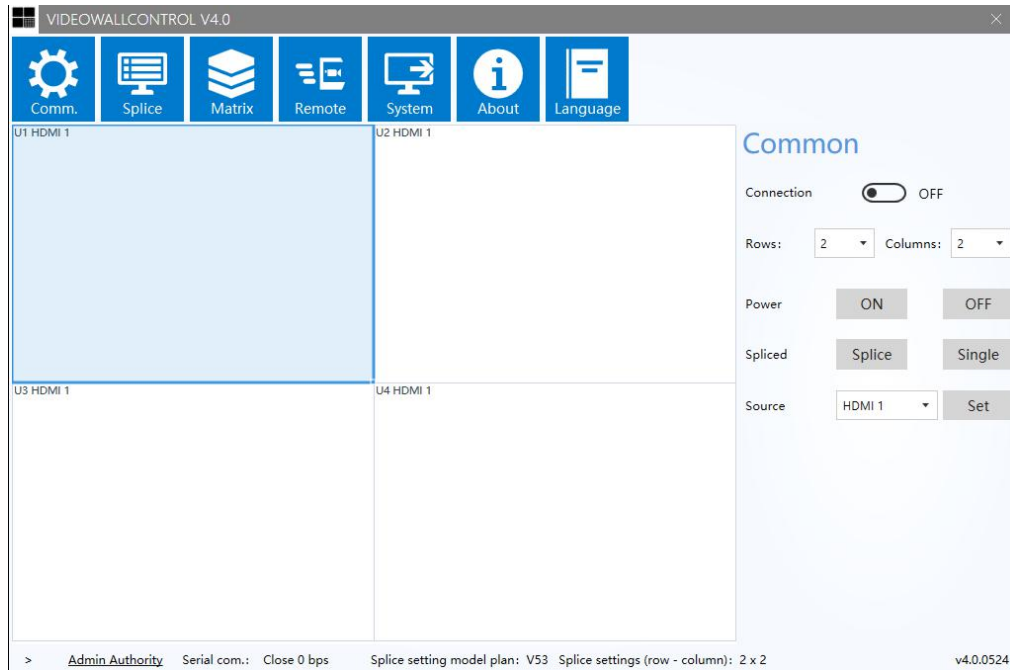 VIDEOWALLCONTROL V4.0
Comm. Splice Matrix Remote System About Language
U1 HDMI 1 U2 HDMI 1
Common
Connection OFF
Rows: 2 Columns: 2
Power ON OFF
Spliced Splice Single
U3 HDMI 1 U4 HDMI 1
Source HDMI 1 Set
> Admin Authority Serial com.: Close 0 bps Splice setting model plan: V53 Splice settings (row - column): 2 x 2 v4.0.0524